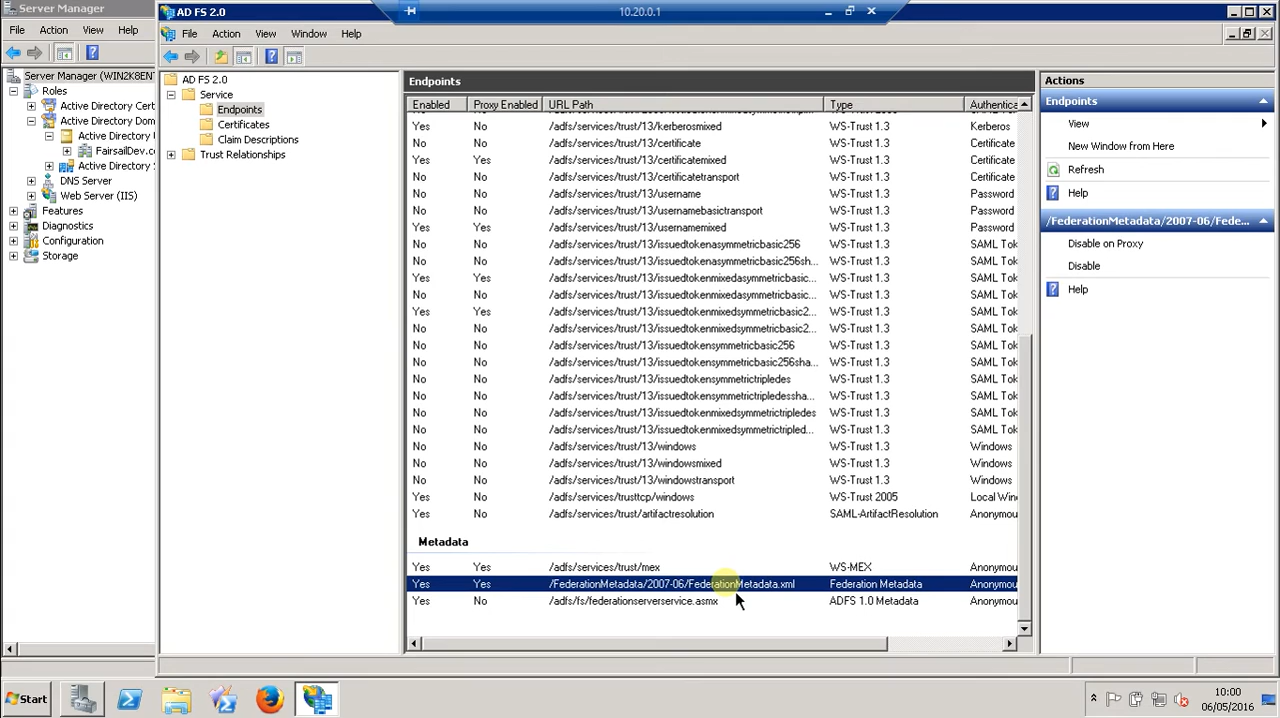 Server Manager
File Action View Help
Server Manager (WIN2K8ENT
Roles
Active Directory Cert
Active Directory Dom
Active Directory U
FairsailDev.c
Active Directory S
DNS Server
Web Server (IIS)
Features
Diagnostics
Configuration
Storage
AD FS 2.0
10.20.0.1
File Action View Window Help
AD FS 2.0
Service
Endpoints
Certificates
Claim Descriptions
Trust Relationships
Endpoints
Enabled Proxy Enabled URL Path Type Authentica
Yes No /adfs/services/trust/13/kerberosmixed WS-Trust 1.3 Kerberos
No No /adfs/services/trust/13/certificate WS-Trust 1.3 Certificate
Yes Yes /adfs/services/trust/13/certificatemixed WS-Trust 1.3 Certificate
No No /adfs/services/trust/13/certificatetransport WS-Trust 1.3 Certificate
No No /adfs/services/trust/13/username WS-Trust 1.3 Password
No No /adfs/services/trust/13/usernamebasictransport WS-Trust 1.3 Password
Yes Yes /adfs/services/trust/13/usernamemixed WS-Trust 1.3 Password
No No /adfs/services/trust/13/issuedtokenasymmetricbasic256 WS-Trust 1.3 SAML Tok
No No /adfs/services/trust/13/issuedtokenasymmetricbasic256sh... WS-Trust 1.3 SAML Tok
Yes Yes /adfs/services/trust/13/issuedtokenmixedasymmetricbasic... WS-Trust 1.3 SAML Tok
No No /adfs/services/trust/13/issuedtokenmixedasymmetricbasic... WS-Trust 1.3 SAML Tok
Yes Yes /adfs/services/trust/13/issuedtokenmixedsymmetricbasic2... WS-Trust 1.3 SAML Tok
No No /adfs/services/trust/13/issuedtokenmixedsymmetricbasic2... WS-Trust 1.3 SAML Tok
No No /adfs/services/trust/13/issuedtokensymmetricbasic256 WS-Trust 1.3 SAML Tok
No No /adfs/services/trust/13/issuedtokensymmetricbasic256sha... WS-Trust 1.3 SAML Tok
No No /adfs/services/trust/13/issuedtokensymmetrictripledes WS-Trust 1.3 SAML Tok
No No /adfs/services/trust/13/issuedtokensymmetrictripledessha... WS-Trust 1.3 SAML Tok
No No /adfs/services/trust/13/issuedtokenmixedsymmetrictripledes WS-Trust 1.3 SAML Tok
No No /adfs/services/trust/13/issuedtokenmixedsymmetrictripled... WS-Trust 1.3 SAML Tok
No No /adfs/services/trust/13/windows WS-Trust 1.3 Windows
No No /adfs/services/trust/13/windowsmixed WS-Trust 1.3 Windows
No No /adfs/services/trust/13/windowstransport WS-Trust 1.3 Windows
Yes No /adfs/services/trusttcp/windows WS-Trust 2005 Local Win
Yes No /adfs/services/trust/artifactresolution SAML-ArtifactResolution Anonymou
Metadata
Yes Yes /adfs/services/trust/mex WS-MEX Anonymou
Yes Yes /FederationMetadata/2007-06/FederationMetadata.xml Federation Metadata Anonymou
Yes No /adfs/fs/federationserverservice.asmx ADFS 1.0 Metadata Anonymou
Actions
Endpoints
View
New Window from Here
Refresh
Help
/FederationMetadata/2007-06/Fede...
Disable on Proxy
Disable
Help
Start
10:00
06/05/2016